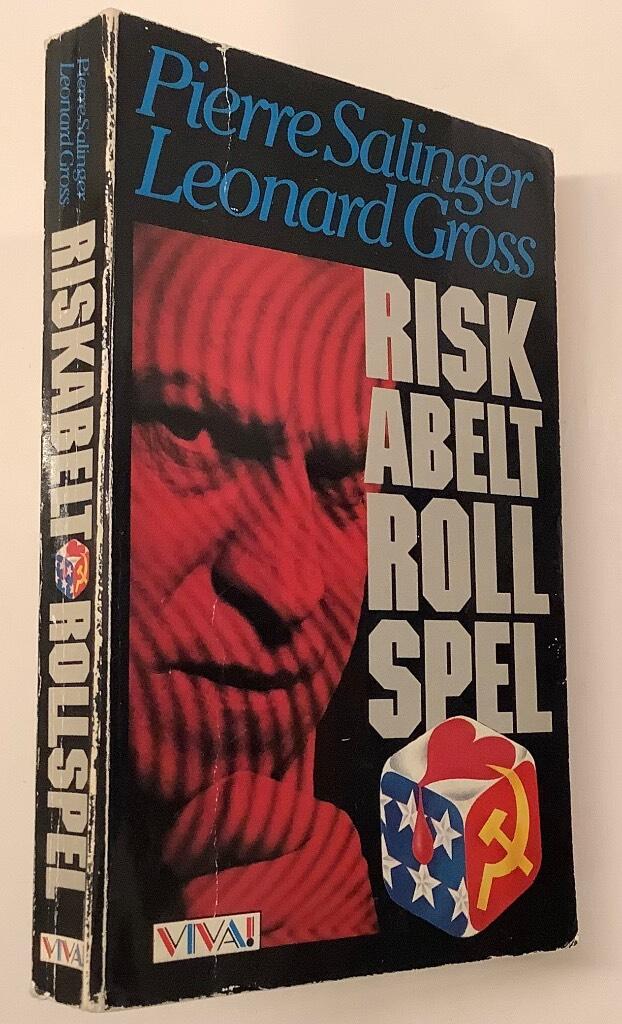 Pierre Salinger
Leonard Gross
RISKABELT ROLLSPEL
VIVA
Pierre Salinger
Leonard Gross
RISK
ABELT
ROLL
SPEL
VIVA!